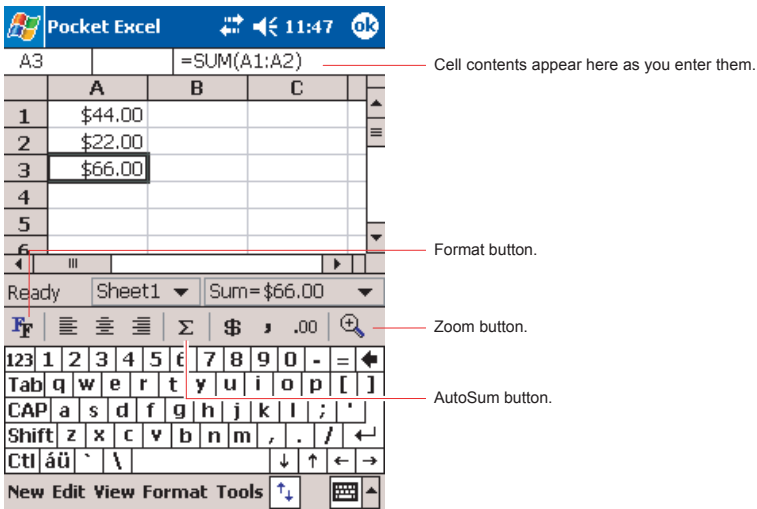 Pocket Excel 11:47 ok
A3 =SUM(A1:A2)
Cell contents appear here as you enter them.
A B C
1 $44.00
2 $22.00
3 $66.00
4
5
6
Format button.
Ready Sheet1 Sum=$66.00
FF Σ $ , .00
Zoom button.
123 1 2 3 4 5 6 7 8 9 0 - =
Tab q w e r t y u i o p [ ]
AutoSum button.
CAP a s d f g h j k l ; '
Shift z x c v b n m , . /
Ctl áü ` \ ↓ ↑ ← →
New Edit View Format Tools